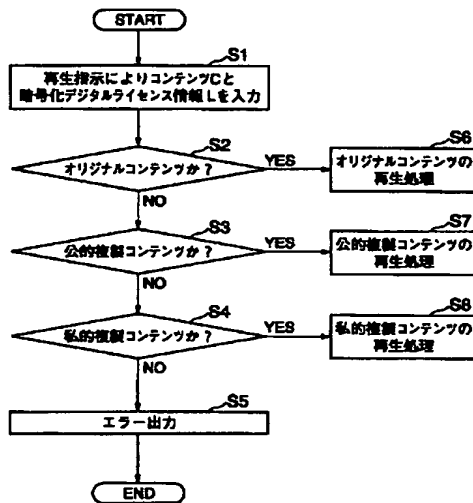 START
S1
再生指示によりコンテンツCと
暗号化デジタルライセンス情報Lを入力
S2
オリジナルコンテンツか？
YES
S6
オリジナルコンテンツの
再生処理
NO
S3
公的複製コンテンツか？
YES
S7
公的複製コンテンツの
再生処理
NO
S4
私的複製コンテンツか？
YES
S8
私的複製コンテンツの
再生処理
NO
S5
エラー出力
END